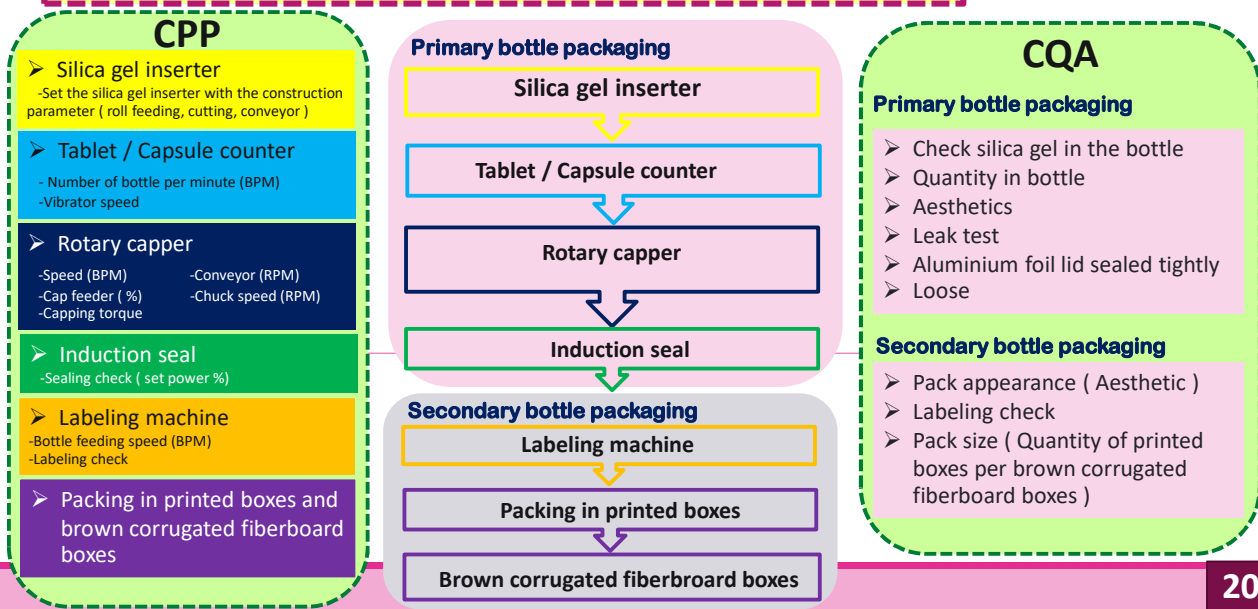 CPP
➢ Silica gel inserter
-Set the silica gel inserter with the construction
parameter ( roll feeding, cutting, conveyor )
➢ Tablet / Capsule counter
- Number of bottle per minute (BPM)
-Vibrator speed
➢ Rotary capper
-Speed (BPM) -Conveyor (RPM)
-Cap feeder ( %) -Chuck speed (RPM)
-Capping torque
➢ Induction seal
-Sealing check ( set power %)
➢ Labeling machine
-Bottle feeding speed (BPM)
-Labeling check
➢ Packing in printed boxes and
brown corrugated fiberboard
boxes
Primary bottle packaging
Silica gel inserter
Tablet / Capsule counter
Rotary capper
Induction seal
Secondary bottle packaging
Labeling machine
Packing in printed boxes
Brown corrugated fiberbroard boxes
CQA
Primary bottle packaging
➢ Check silica gel in the bottle
➢ Quantity in bottle
➢ Aesthetics
➢ Leak test
➢ Aluminium foil lid sealed tightly
➢ Loose
Secondary bottle packaging
➢ Pack appearance ( Aesthetic )
➢ Labeling check
➢ Pack size ( Quantity of printed
boxes per brown corrugated
fiberboard boxes )
20